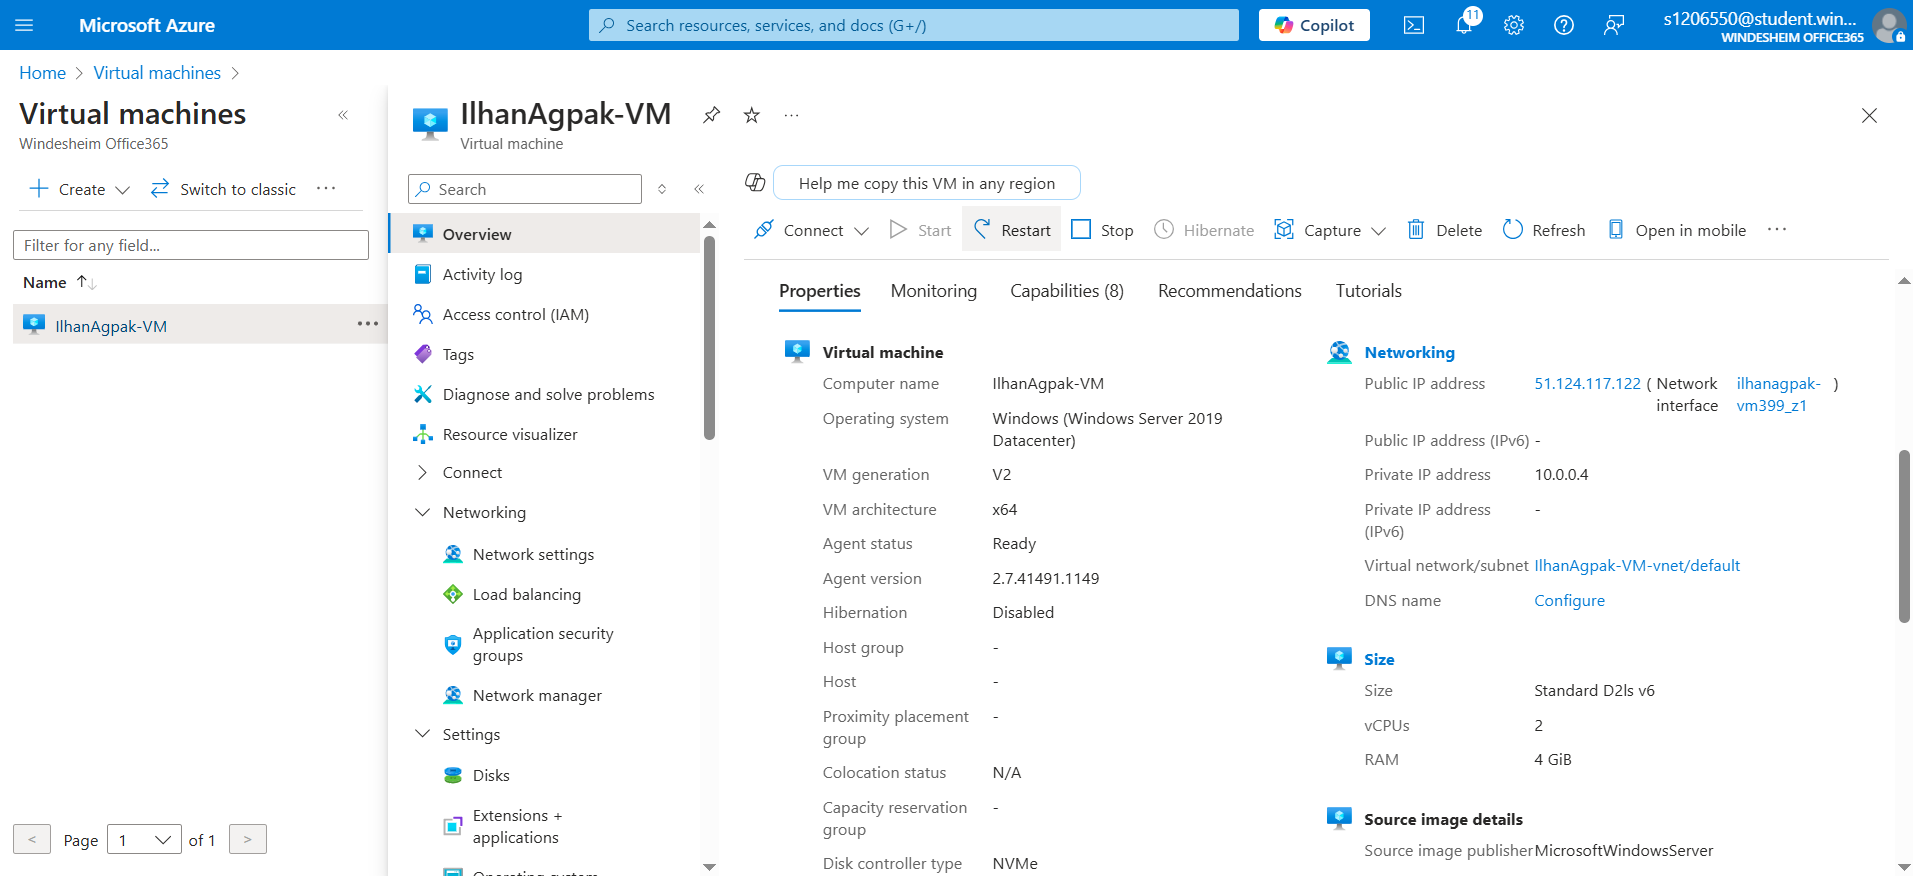 Microsoft Azure
Search resources, services, and docs (G+/)
Copilot
11
s1206550@student.win...
WINDESHEIM OFFICE365
Home
Virtual machines
Virtual machines
Windesheim Office365
Create
Switch to classic
Filter for any field...
Name
IlhanAgpak-VM
Page 1 of 1
IlhanAgpak-VM
Virtual machine
Search
Overview
Activity log
Access control (IAM)
Tags
Diagnose and solve problems
Resource visualizer
Connect
Networking
Network settings
Load balancing
Application security
groups
Network manager
Settings
Disks
Extensions +
applications
Help me copy this VM in any region
Connect Start Restart Stop Hibernate Capture Delete Refresh Open in mobile
Properties Monitoring Capabilities (8) Recommendations Tutorials
Virtual machine
Computer name IlhanAgpak-VM
Operating system Windows (Windows Server 2019
Datacenter)
VM generation V2
VM architecture x64
Agent status Ready
Agent version 2.7.41491.1149
Hibernation Disabled
Host group -
Host -
Proximity placement -
group
Colocation status N/A
Capacity reservation -
group
Disk controller type NVMe
Networking
Public IP address 51.124.117.122 ( Network ilhanagpak- )
interface vm399_z1
Public IP address (IPv6) -
Private IP address 10.0.0.4
Private IP address -
(IPv6)
Virtual network/subnet IlhanAgpak-VM-vnet/default
DNS name Configure
Size
Size Standard D2ls v6
vCPUs 2
RAM 4 GiB
Source image details
Source image publisher MicrosoftWindowsServer